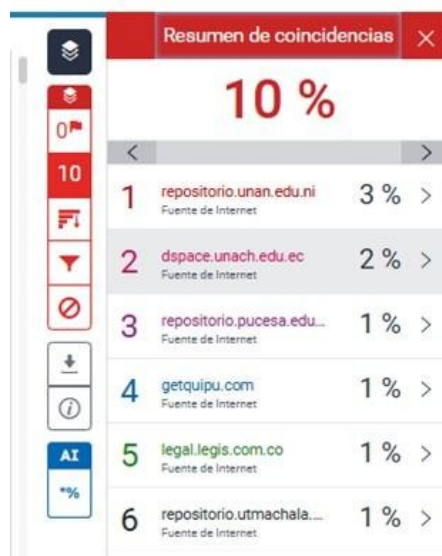 Resumen de coincidencias
10 %
0
10
1 repositorio.unan.edu.ni 3 %
Fuente de Internet
2 dspace.unach.edu.ec 2 %
Fuente de Internet
3 repositorio.pucesa.edu... 1 %
Fuente de Internet
4 getquipu.com 1 %
Fuente de Internet
5 legal.legis.com.co 1 %
Fuente de Internet
6 repositorio.utmachala.... 1 %
Fuente de Internet
AI
*%